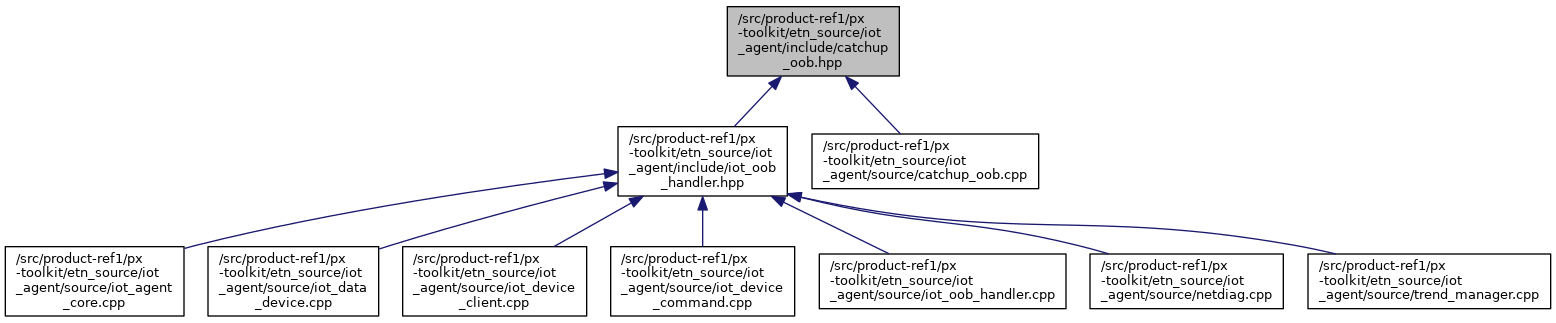 /src/product-ref1/px
-toolkit/etn_source/iot
_agent/include/catchup
_oob.hpp
/src/product-ref1/px
-toolkit/etn_source/iot
_agent/include/iot_oob
_handler.hpp
/src/product-ref1/px
-toolkit/etn_source/iot
_agent/source/catchup_oob.cpp
/src/product-ref1/px
-toolkit/etn_source/iot
_agent/source/iot_agent
_core.cpp
/src/product-ref1/px
-toolkit/etn_source/iot
_agent/source/iot_data
_device.cpp
/src/product-ref1/px
-toolkit/etn_source/iot
_agent/source/iot_device
_client.cpp
/src/product-ref1/px
-toolkit/etn_source/iot
_agent/source/iot_device
_command.cpp
/src/product-ref1/px
-toolkit/etn_source/iot
_agent/source/iot_oob_handler.cpp
/src/product-ref1/px
-toolkit/etn_source/iot
_agent/source/netdiag.cpp
/src/product-ref1/px
-toolkit/etn_source/iot
_agent/source/trend_manager.cpp